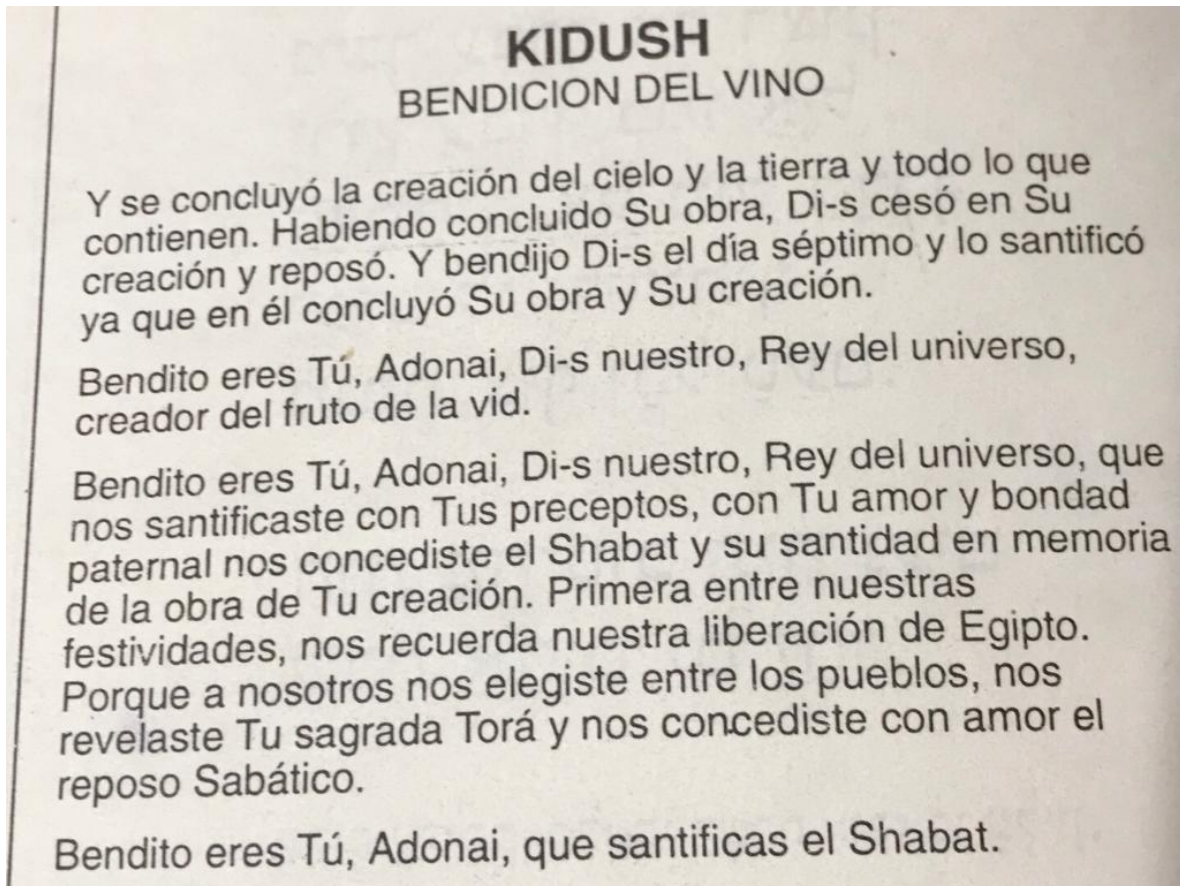 KIDUSH
BENDICION DEL VINO
Y se concluyó la creación del cielo y la tierra y todo lo que
contienen. Habiendo concluido Su obra, Di-s cesó en Su
creación y reposó. Y bendijo Di-s el día séptimo y lo santificó
ya que en él concluyó Su obra y Su creación.
Bendito eres Tú, Adonai, Di-s nuestro, Rey del universo,
creador del fruto de la vid.
Bendito eres Tú, Adonai, Di-s nuestro, Rey del universo, que
nos santificaste con Tus preceptos, con Tu amor y bondad
paternal nos concediste el Shabat y su santidad en memoria
de la obra de Tu creación. Primera entre nuestras
festividades, nos recuerda nuestra liberación de Egipto.
Porque a nosotros nos elegiste entre los pueblos, nos
revelaste Tu sagrada Torá y nos concediste con amor el
reposo Sabático.
Bendito eres Tú, Adonai, que santificas el Shabat.